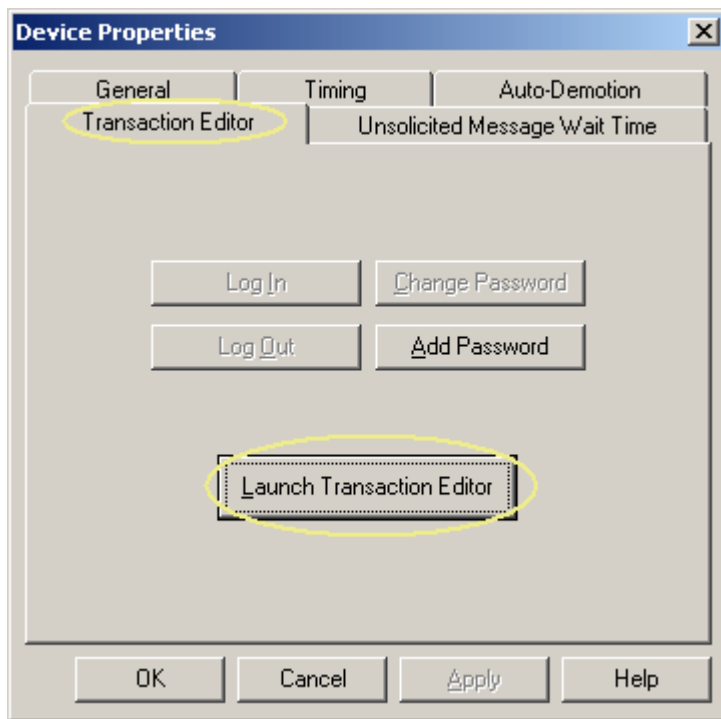 Device Properties
General Timing Auto-Demotion
Transaction Editor Unsolicited Message Wait Time
Log In Change Password
Log Out Add Password
Launch Transaction Editor
OK Cancel Apply Help